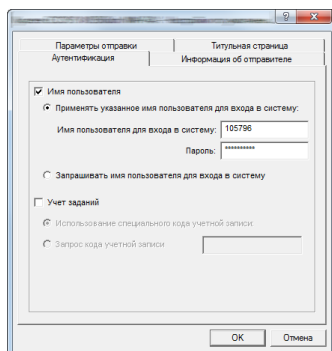 Параметры отправки
Титульная страница
Аутентификация
Информация об отправителе
Имя пользователя
Применять указанное имя пользователя для входа в систему:
Имя пользователя для входа в систему: 105796
Пароль: **********
Запрашивать имя пользователя для входа в систему
Учет заданий
Использование специального кода учетной записи:
Запрос кода учетной записи
OK
Отмена